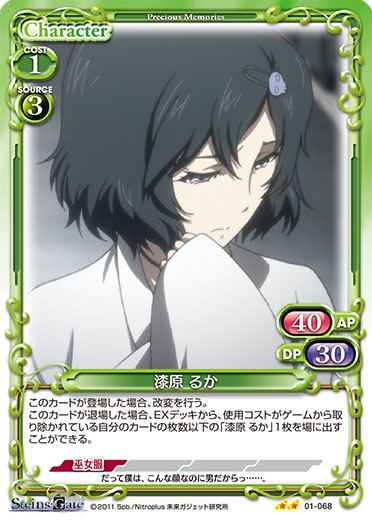 Precious Memories
Character
COST
1
SOURCE
3
40 AP
DP 30
漆原 るか
このカードが登場した場合、改変を行う。
このカードが退場した場合、EXデッキから、使用コストがゲームから取
り除かれている自分のカードの枚数以下の「漆原 るか」1枚を場に出す
ことができる。
巫女服
だって僕は、こんな顔なのに男だからっ……。
Steins;Gate ©2011 5pb./Nitroplus 未来ガジェット研究所 01-068